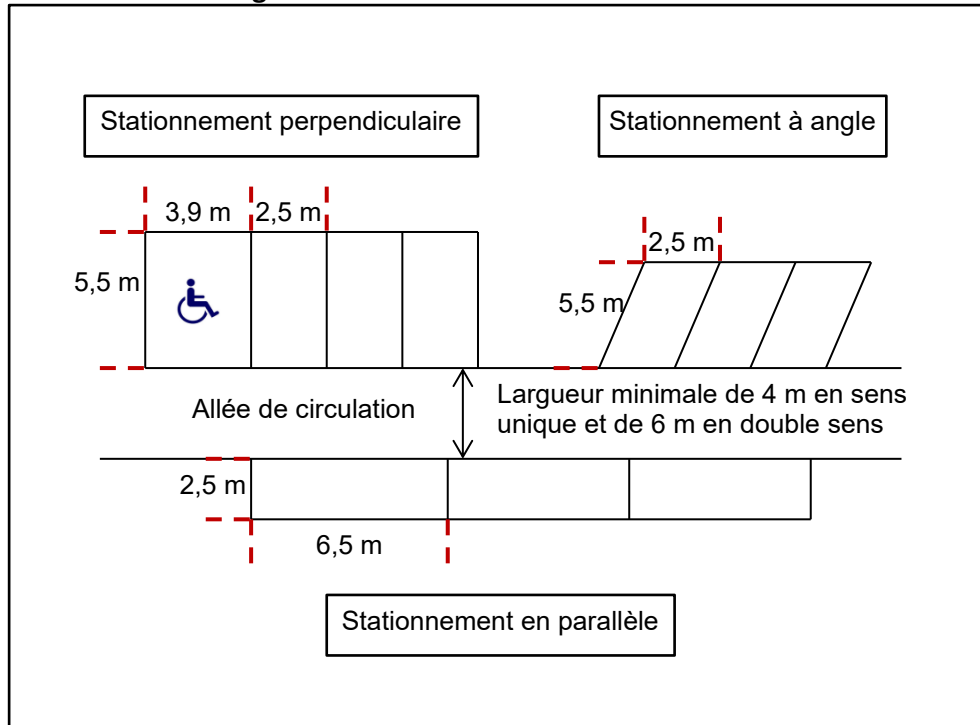 Stationnement perpendiculaire
Stationnement à angle
3,9 m
2,5 m
5,5 m
2,5 m
5,5 m
Allée de circulation
Largueur minimale de 4 m en sens
unique et de 6 m en double sens
2,5 m
6,5 m
Stationnement en parallèle